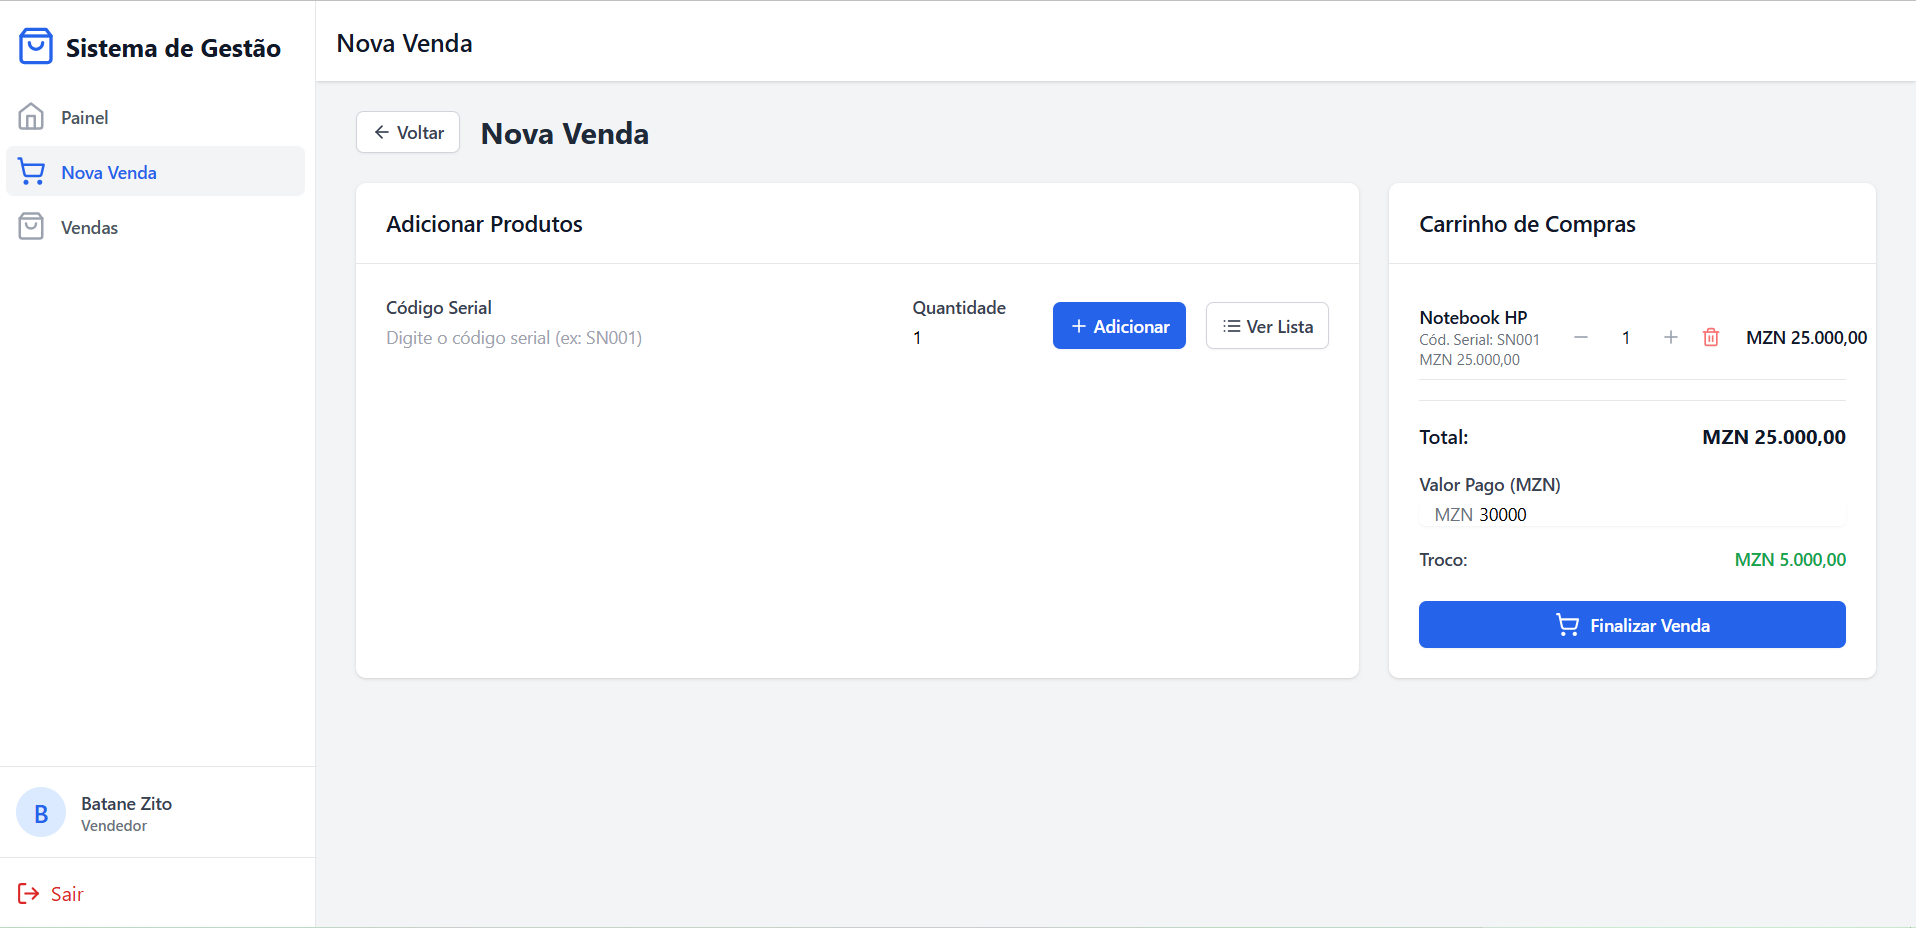 Sistema de Gestão
Painel
Nova Venda
Vendas
Batane Zito
B
Vendedor
Sair
Nova Venda
Voltar
Nova Venda
Adicionar Produtos
Código Serial
Digite o código serial (ex: SN001)
Quantidade
1
Adicionar
Ver Lista
Carrinho de Compras
Notebook HP
Cód. Serial: SN001
MZN 25.000,00
1
MZN 25.000,00
Total: MZN 25.000,00
Valor Pago (MZN)
MZN 30000
Troco: MZN 5.000,00
Finalizar Venda